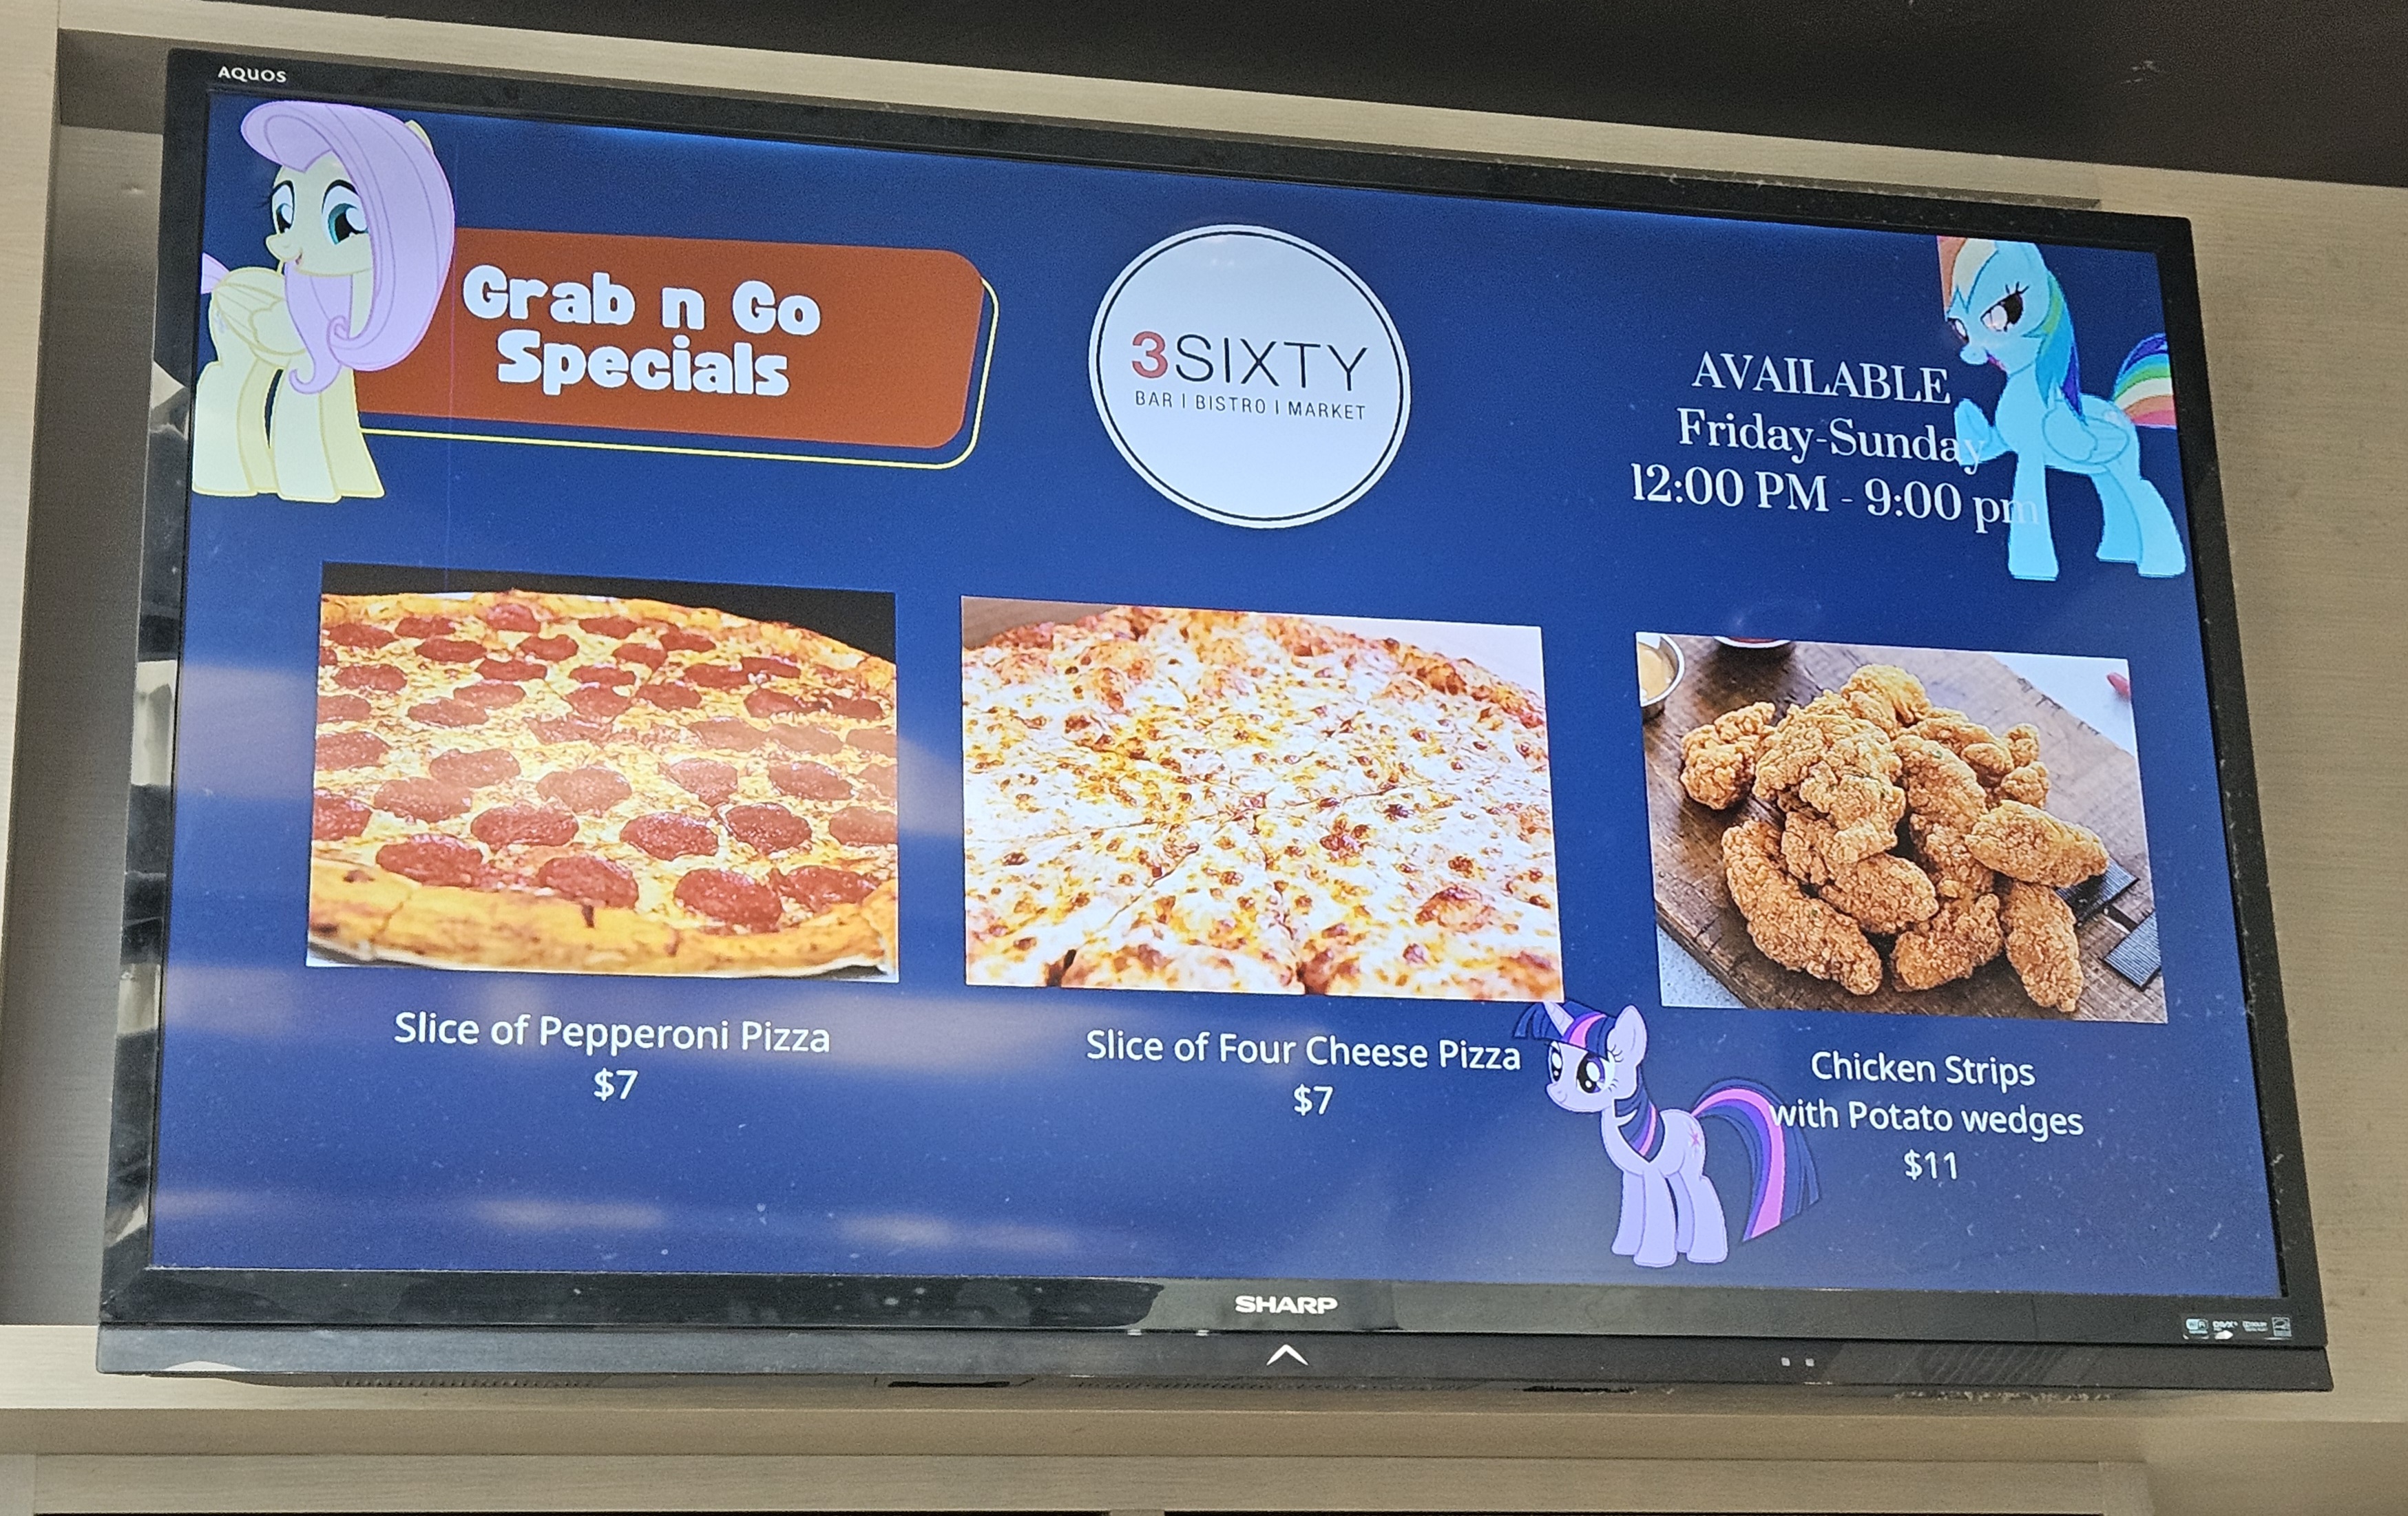 AQUOS
Grab n Go
Specials
3SIXTY
BAR | BISTRO | MARKET
AVAILABLE
Friday-Sunday
12:00 PM - 9:00 pm
Slice of Pepperoni Pizza
$7
Slice of Four Cheese Pizza
$7
Chicken Strips
with Potato wedges
$11
SHARP